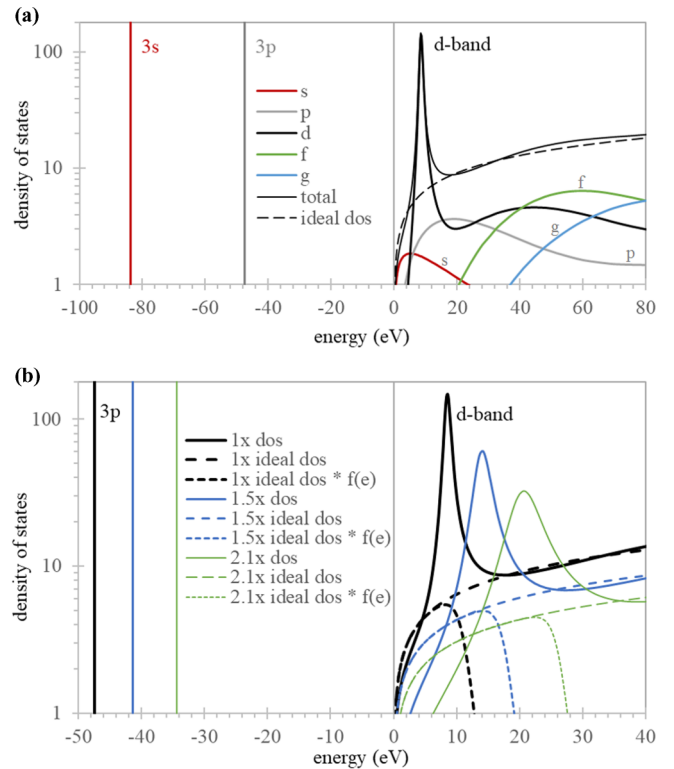 (a)
100
10
1
density of states
3s
3p
d-band
s
p
d
f
g
total
ideal dos
f
g
s
p
-100 -80 -60 -40 -20 0 20 40 60 80
energy (eV)
(b)
100
10
1
density of states
3p
d-band
1x dos
1x ideal dos
1x ideal dos * f(e)
1.5x dos
1.5x ideal dos
1.5x ideal dos * f(e)
2.1x dos
2.1x ideal dos
2.1x ideal dos * f(e)
-50 -40 -30 -20 -10 0 10 20 30 40
energy (eV)